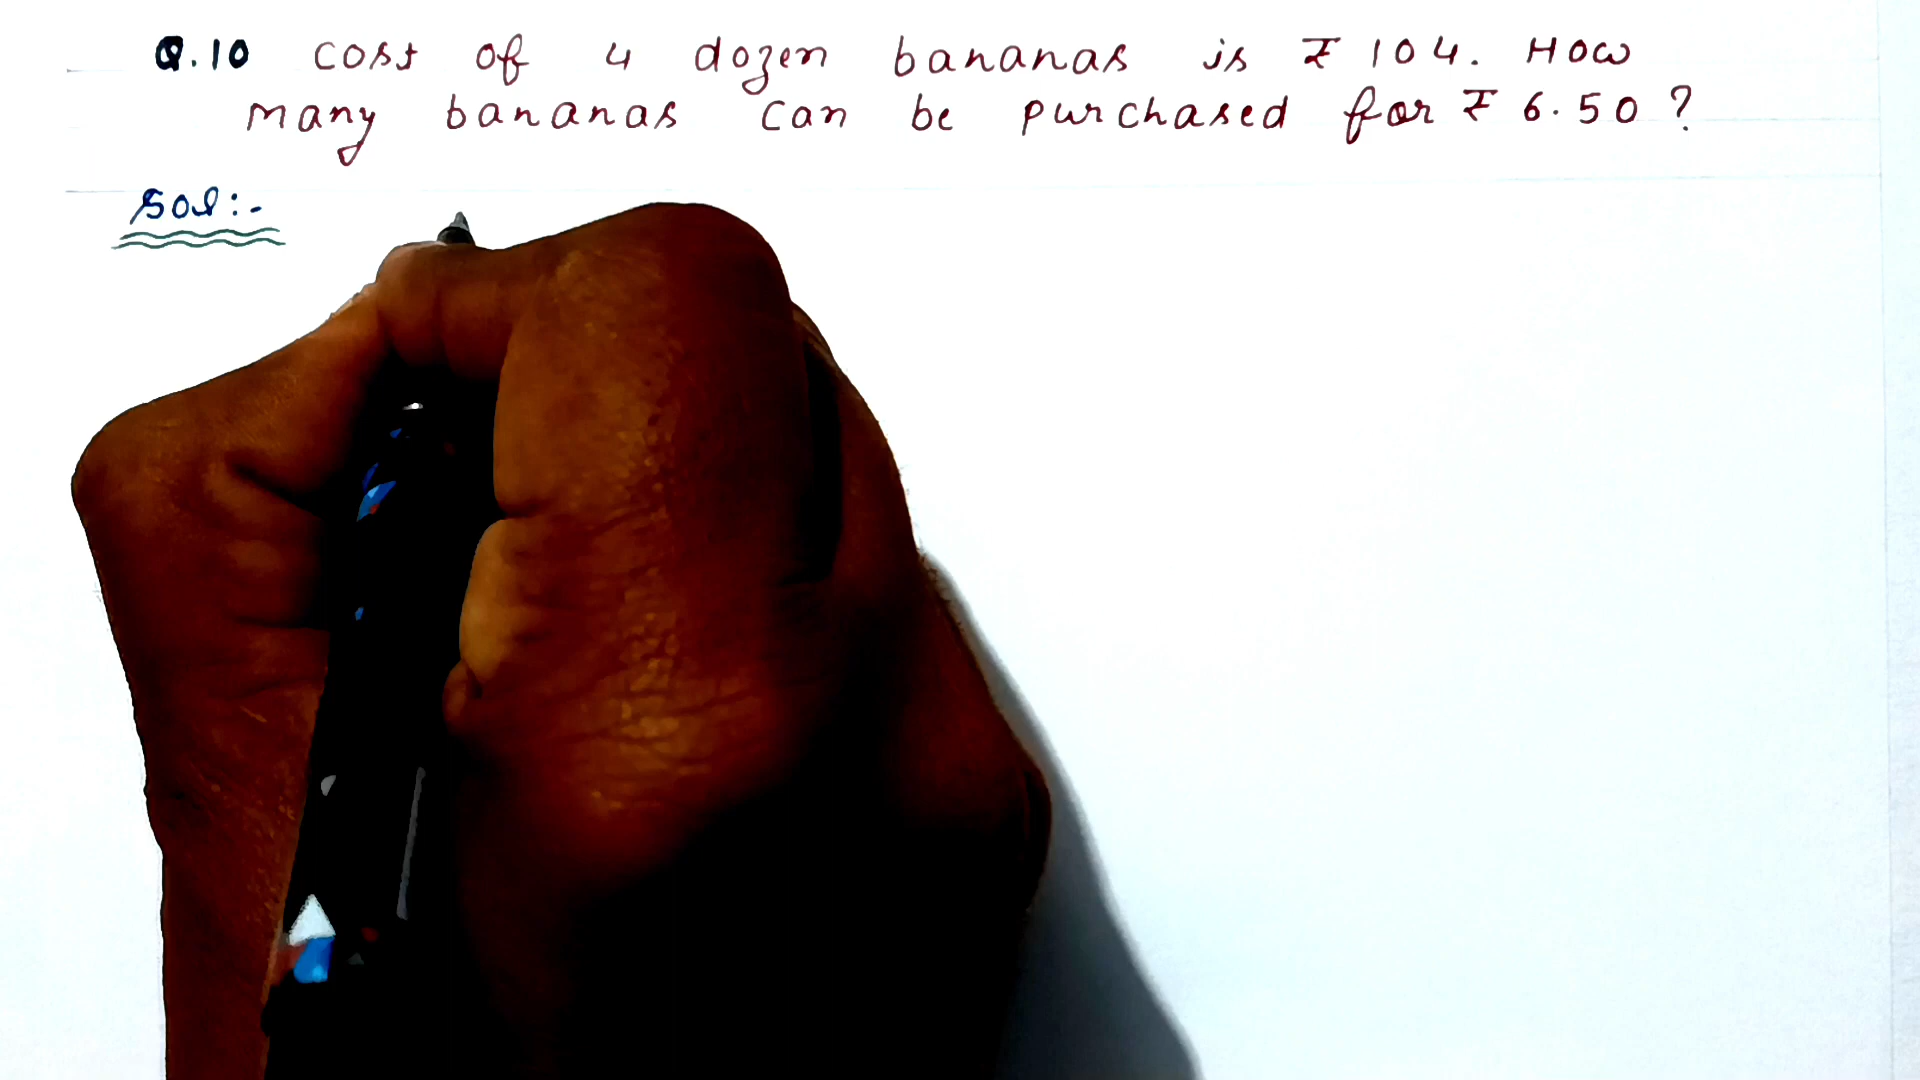 Q.10 cost of 4 dozen bananas is ₹ 104. How
many bananas can be purchased for ₹ 6.50 ?
Sol:-